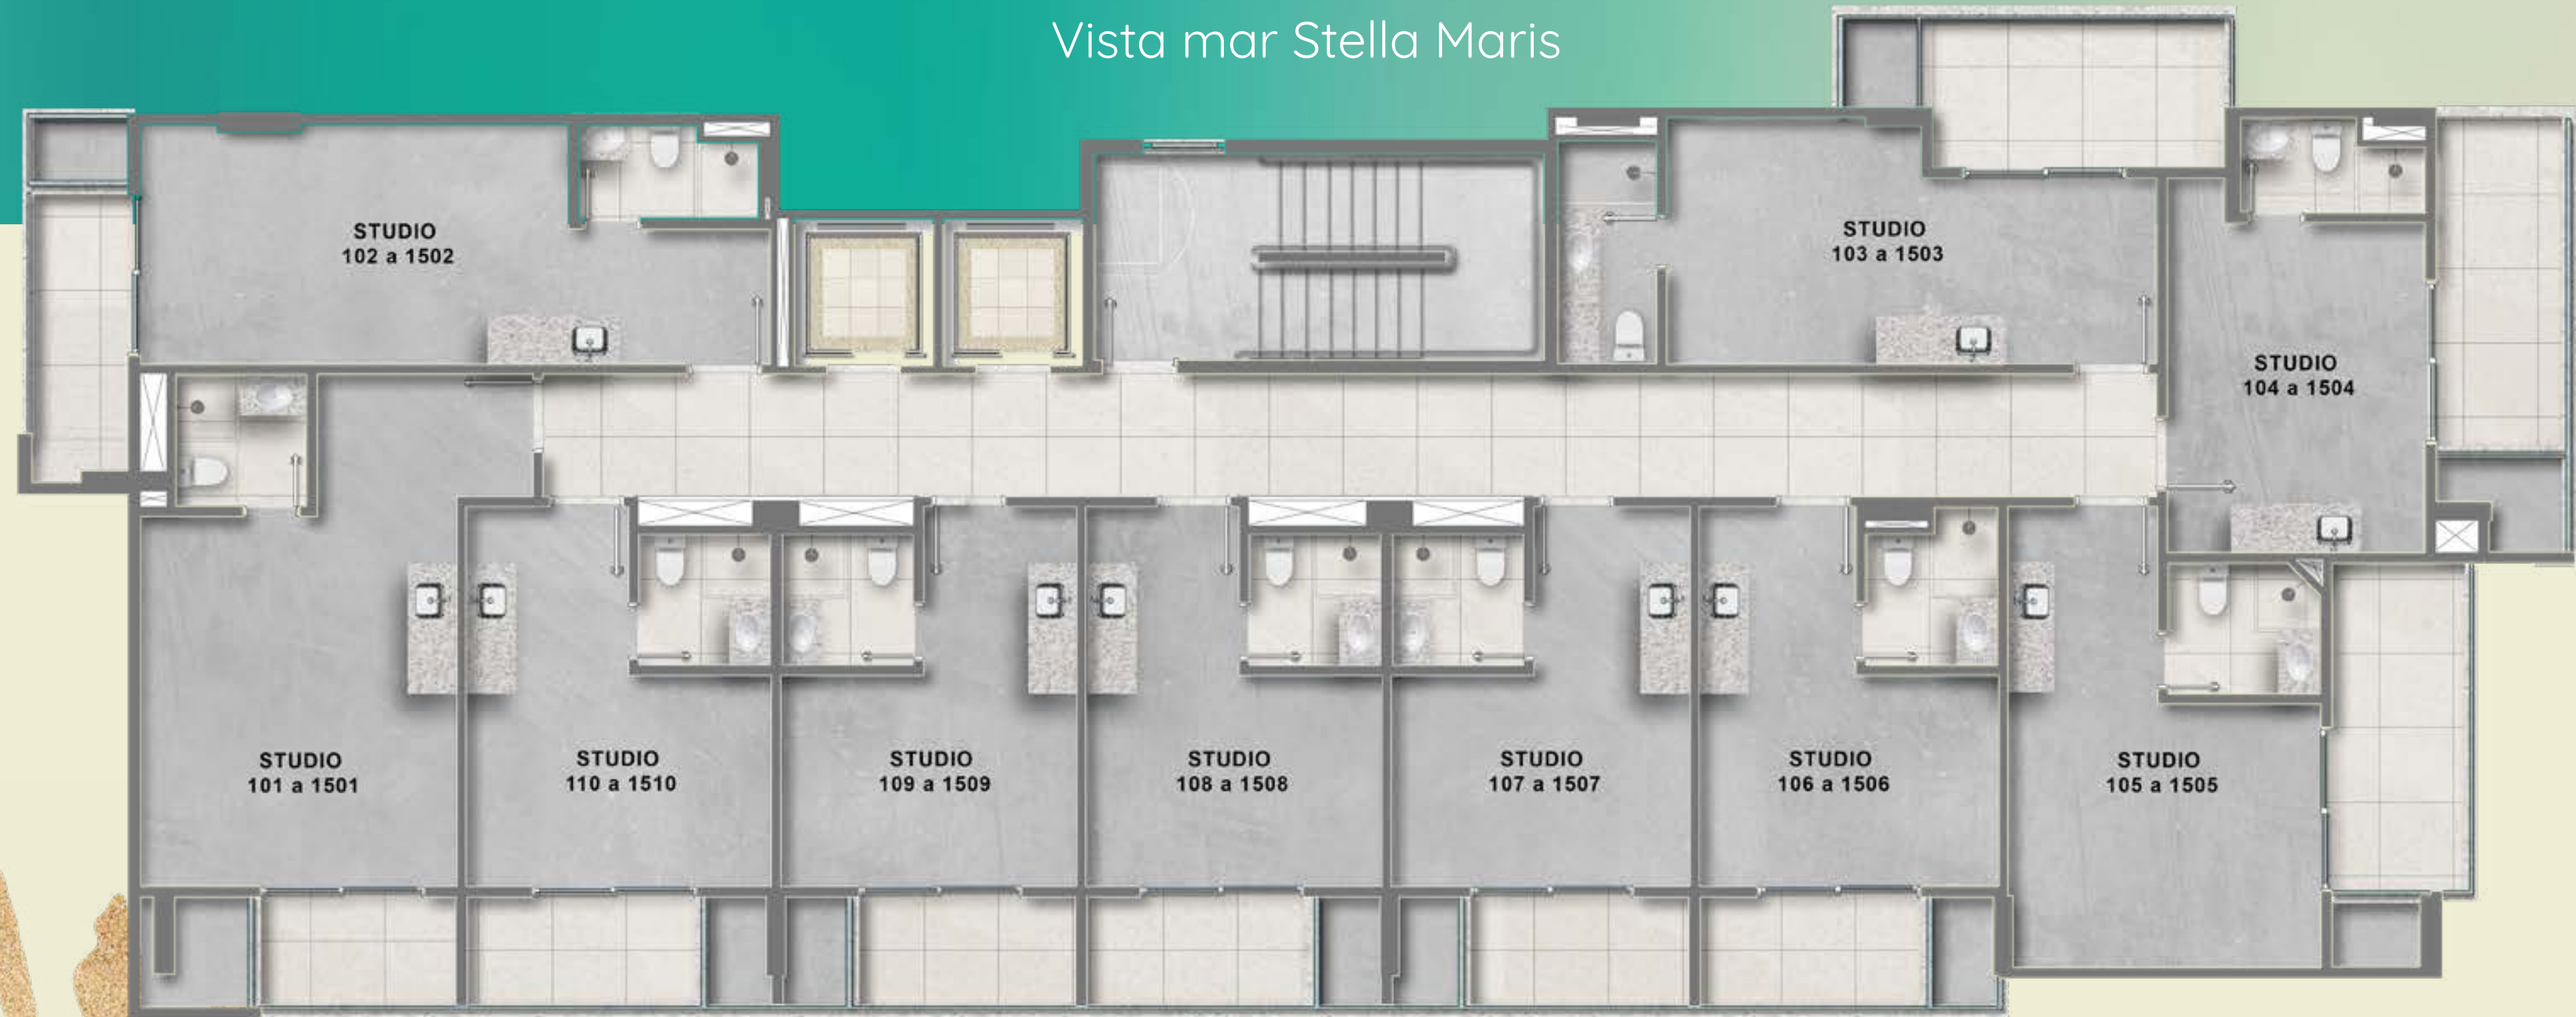 Vista mar Stella Maris
STUDIO
102 a 1502
STUDIO
103 a 1503
STUDIO
104 a 1504
STUDIO
101 a 1501
STUDIO
110 a 1510
STUDIO
109 a 1509
STUDIO
108 a 1508
STUDIO
107 a 1507
STUDIO
106 a 1506
STUDIO
105 a 1505